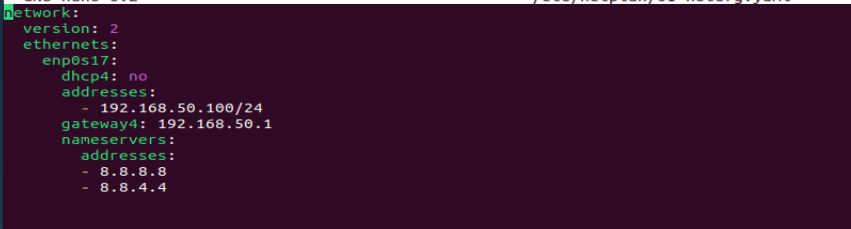 network:
  version: 2
  ethernets:
    enp0s17:
      dhcp4: no
      addresses:
        - 192.168.50.100/24
      gateway4: 192.168.50.1
      nameservers:
        addresses:
        - 8.8.8.8
        - 8.8.4.4